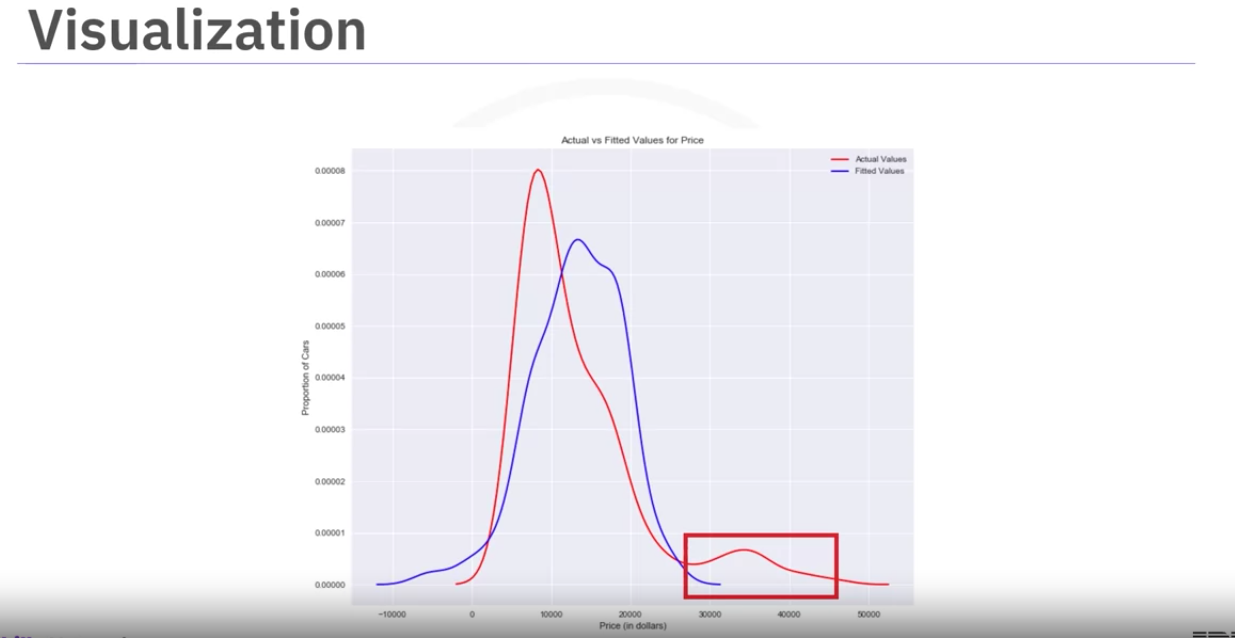 Visualization
Actual vs Fitted Values for Price
Actual Values
Fitted Values
0.00008
0.00007
0.00006
0.00005
0.00004
0.00003
0.00002
0.00001
0.00000
Proportion of Cars
−10000 0 10000 20000 30000 40000 50000
Price (in dollars)